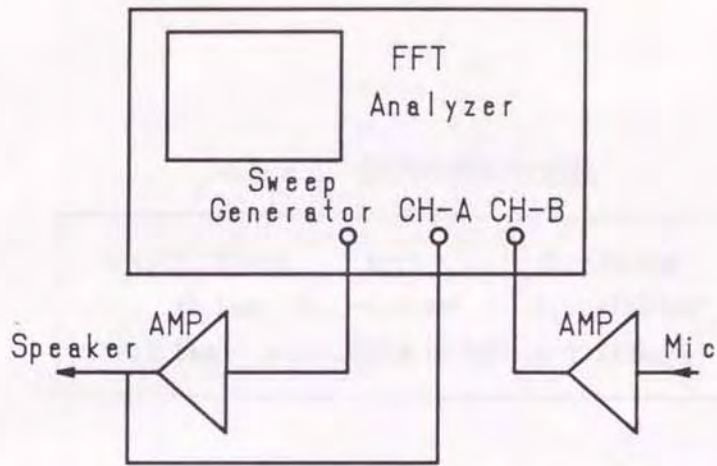 FFT
Analyzer
Sweep
Generator CH-A CH-B
AMP
Speaker
AMP
Mic